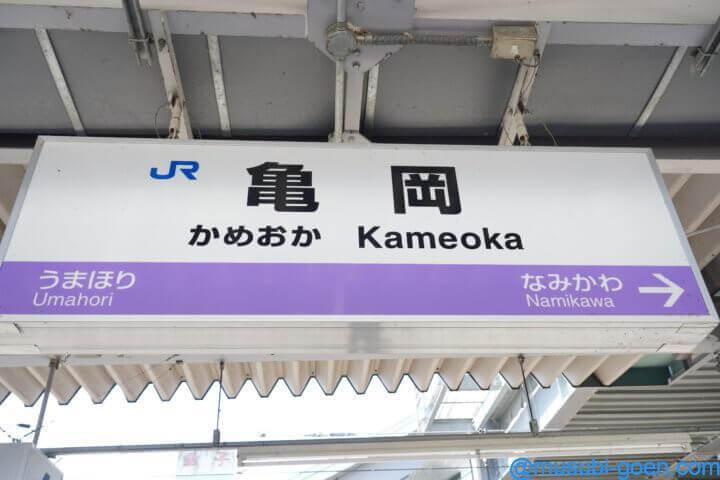 JR 亀岡
かめおか Kameoka
うまほり なみかわ →
Umahori Namikawa
@musubi-goen.com